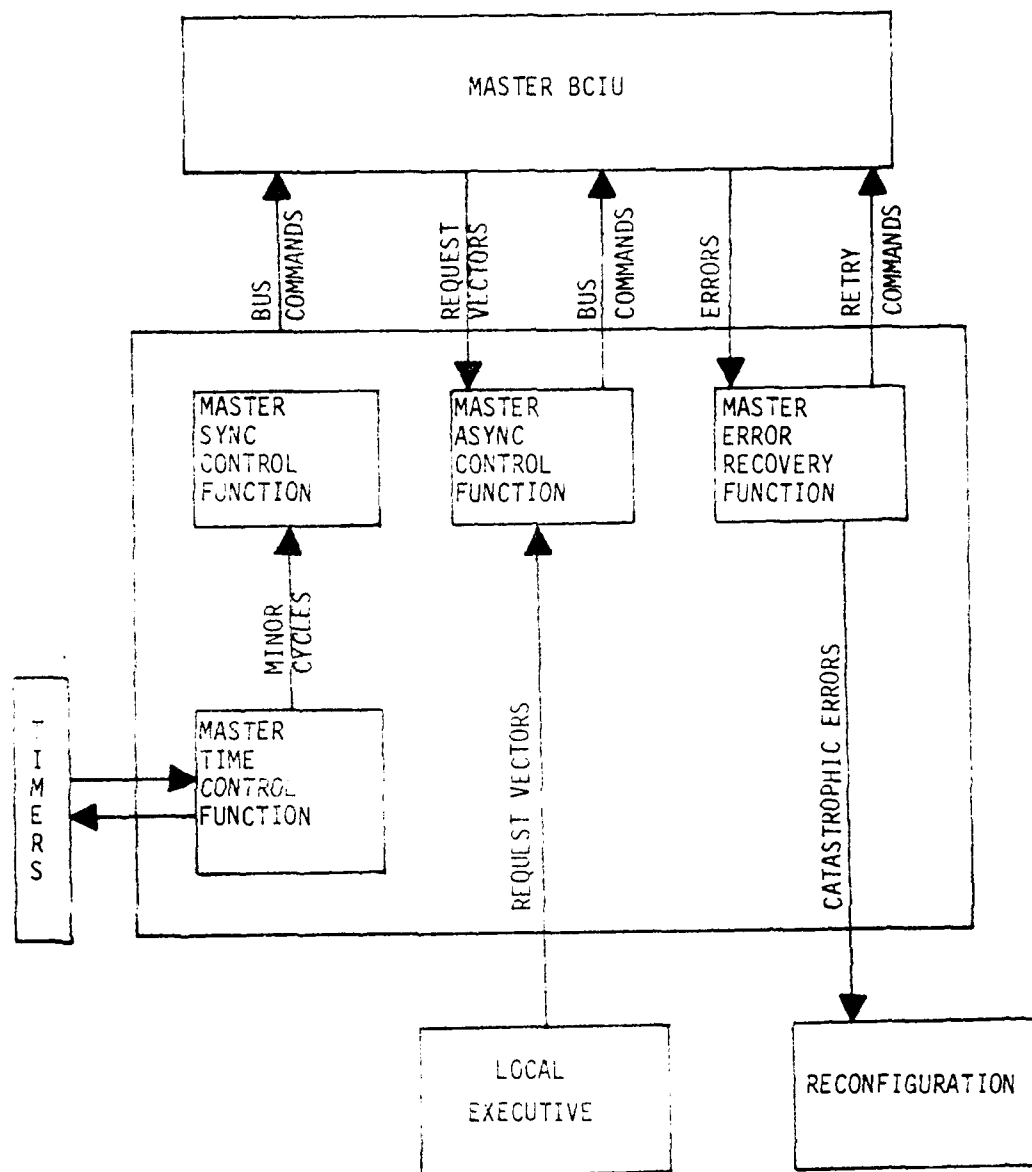 MASTER BCIU
BUS
COMMANDS
REQUEST
VECTORS
BUS
COMMANDS
ERRORS
RETRY
COMMANDS
MASTER
SYNC
CONTROL
FUNCTION
MASTER
ASYNC
CONTROL
FUNCTION
MASTER
ERROR
RECOVERY
FUNCTION
MINOR
CYCLES
TIMERS
MASTER
TIME
CONTROL
FUNCTION
REQUEST VECTORS
CATASTROPHIC ERRORS
LOCAL
EXECUTIVE
RECONFIGURATION